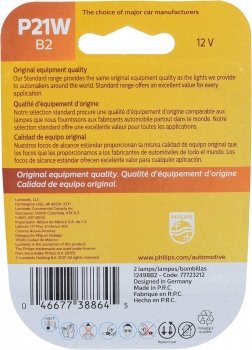 The choice of major car manufacturers
P21W
B2
12 V
Original equipment quality
Our Standard range provides the same original equipment quality as the lights we provide
to automakers around the world. Standard range offers an excellent value for every
application.
Qualité d'équipement d'origine
Notre sélection standard procure une qualité d'équipement d'origine comparable aux
lampes que nous fournissons aux fabricants automobile partout dans le monde. Notre
sélection standard offre une excellente valeur pour toutes les applications.
Calidad de equipo original
Nuestros focos de alcance estándar proporcionan la misma calidad de equipo original que
los focos que les proporcionamos a los fabricantes de automóviles de todo el mundo. Los
focos de alcance estándar ofrecen excelente valor para cualquier aplicación.
Original equipment quality. Qualité d'équipement d'origine.
Calidad de equipo original.
Lumileds, LLC
PHILIPS
www.philips.com/automotive
2 lamps/lampes/bombillas
12498B2 - Code: 77723212
Designed in Germany
Made in P.R.C.
Fabriqué en R.P.C.
Hecho en P.R.C.
0 46677 38864 5